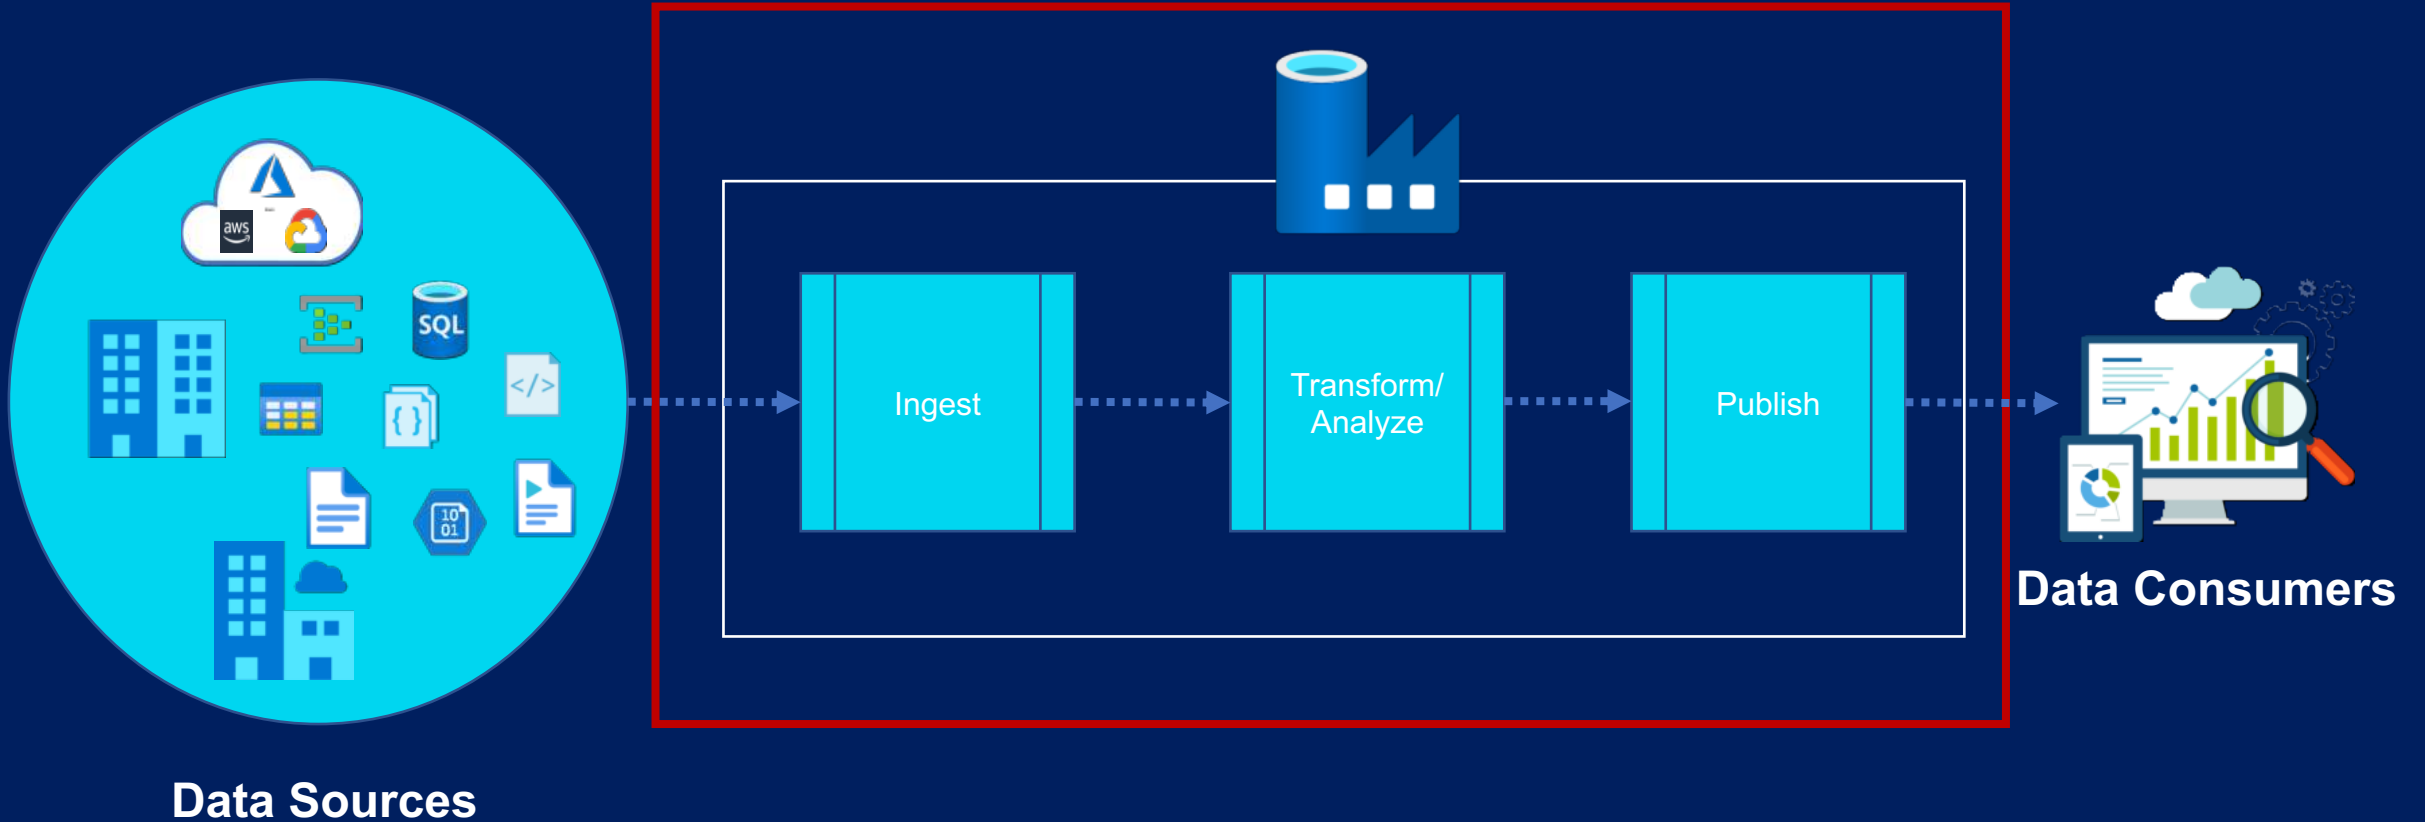 aws
SQL
</>
{ }
10
01
Data Sources
Ingest
Transform/
Analyze
Publish
Data Consumers